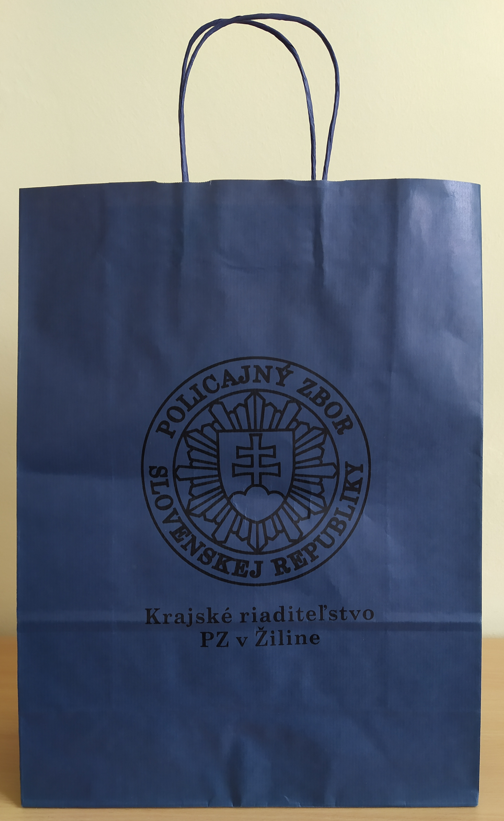 POLICAJNÝ ZBOR
SLOVENSKEJ REPUBLIKY
Krajské riaditeľstvo
PZ v Žiline